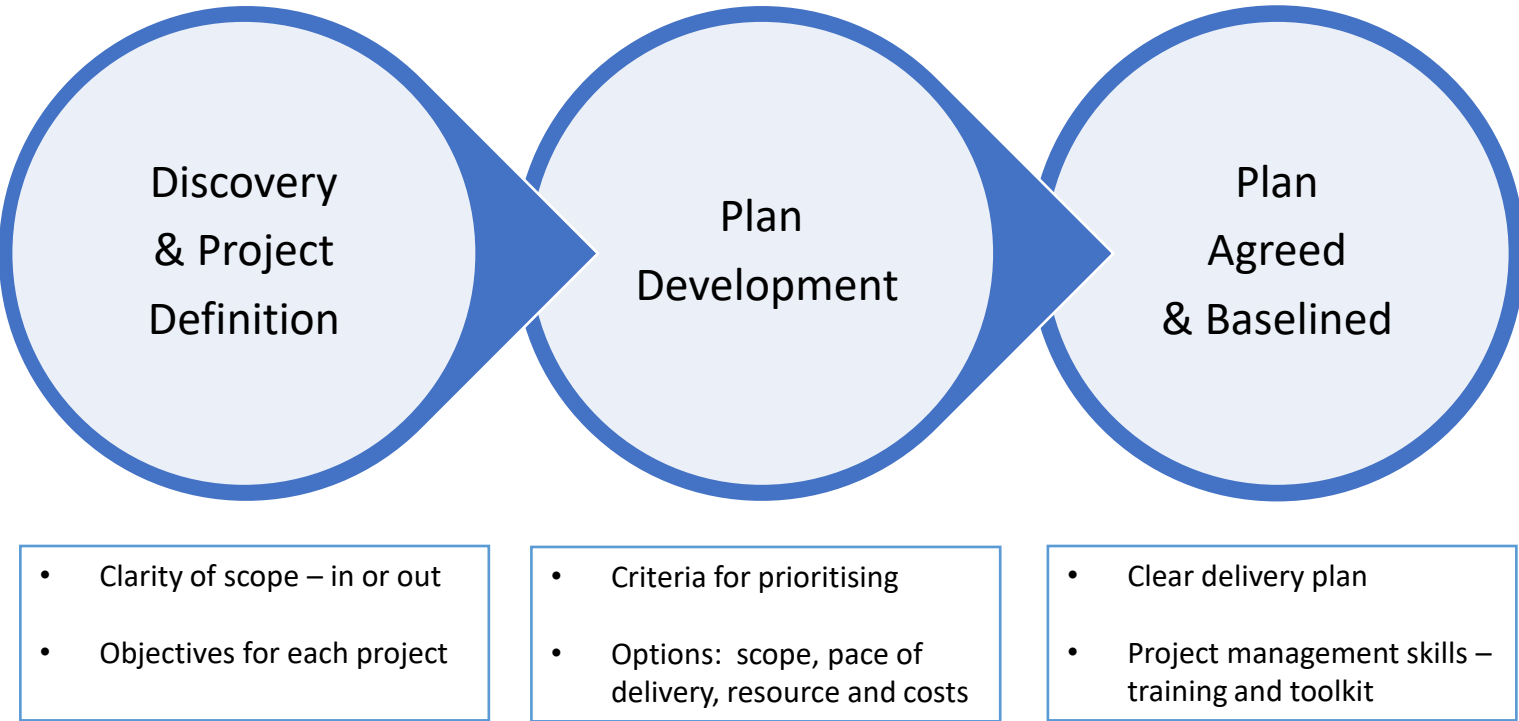 Discovery
& Project
Definition
Plan
Development
Plan
Agreed
& Baselined
• Clarity of scope – in or out
• Objectives for each project
• Criteria for prioritising
• Options:  scope, pace of
delivery, resource and costs
• Clear delivery plan
• Project management skills –
training and toolkit